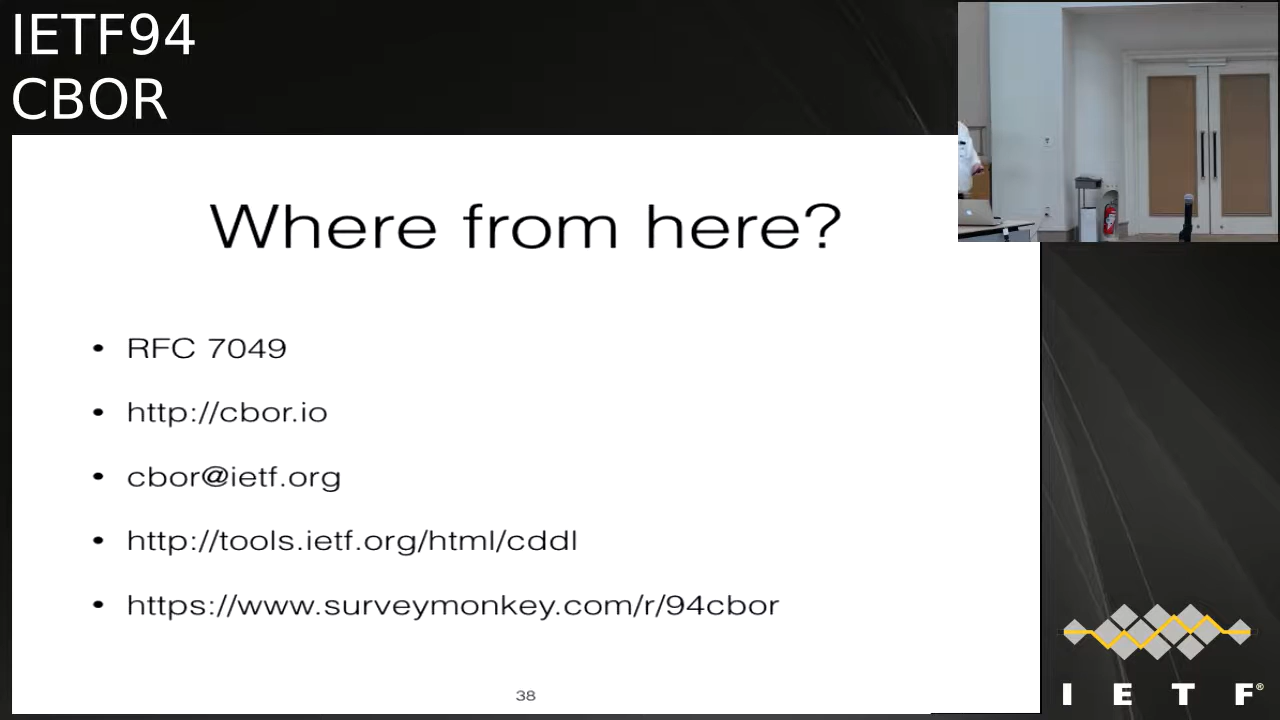 IETF94
CBOR
Where from here?
• RFC 7049
• http://cbor.io
• cbor@ietf.org
• http://tools.ietf.org/html/cddl
• https://www.surveymonkey.com/r/94cbor
38
I E T F®